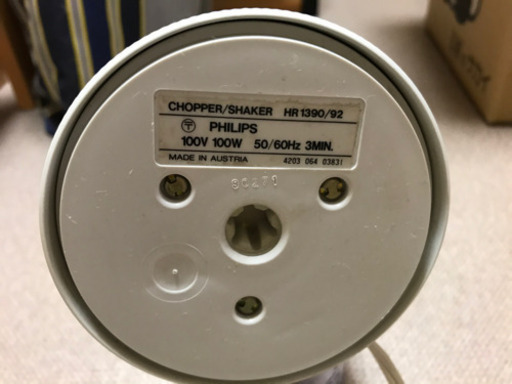 CHOPPER/SHAKER HR1390/92
PHILIPS
100V 100W 50/60Hz 3MIN.
MADE IN AUSTRIA 4203 064 03831